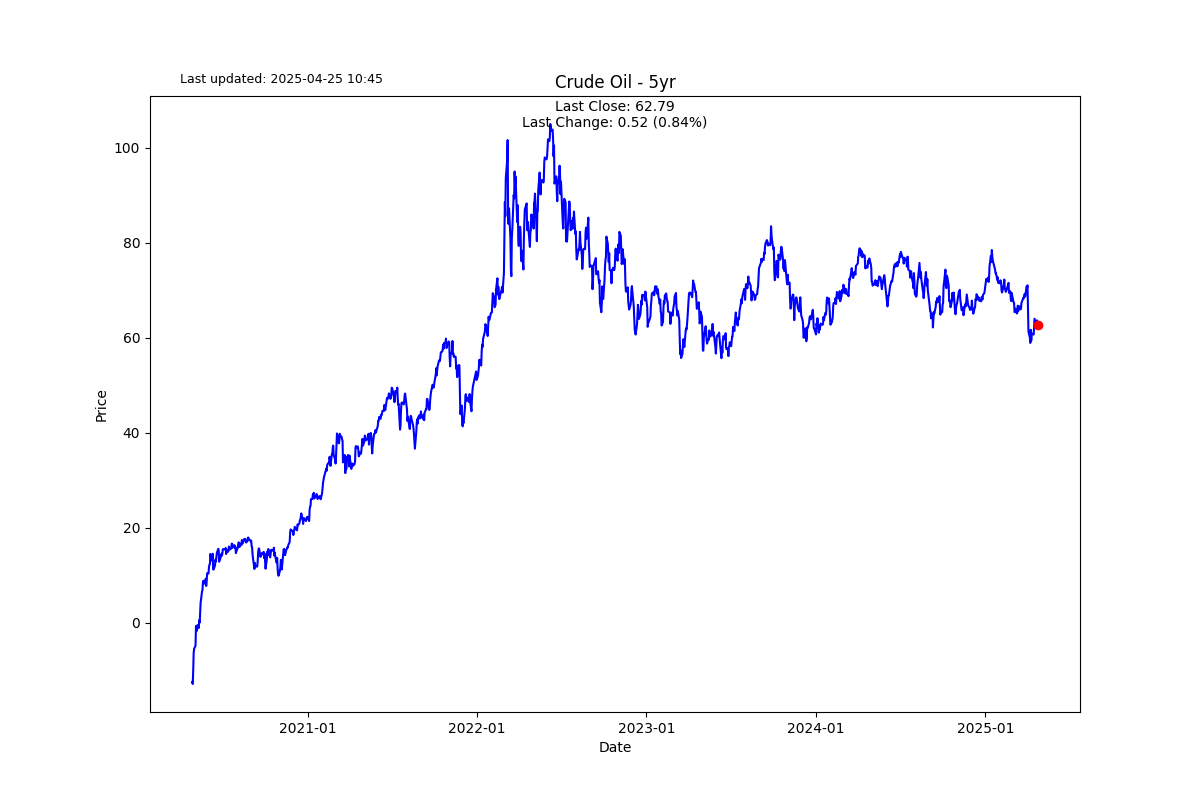 Last updated: 2025-04-25 10:45
Crude Oil - 5yr
Last Close: 62.79
Last Change: 0.52 (0.84%)
100
80
60
40
20
0
Price
2021-01
2022-01
2023-01
2024-01
2025-01
Date